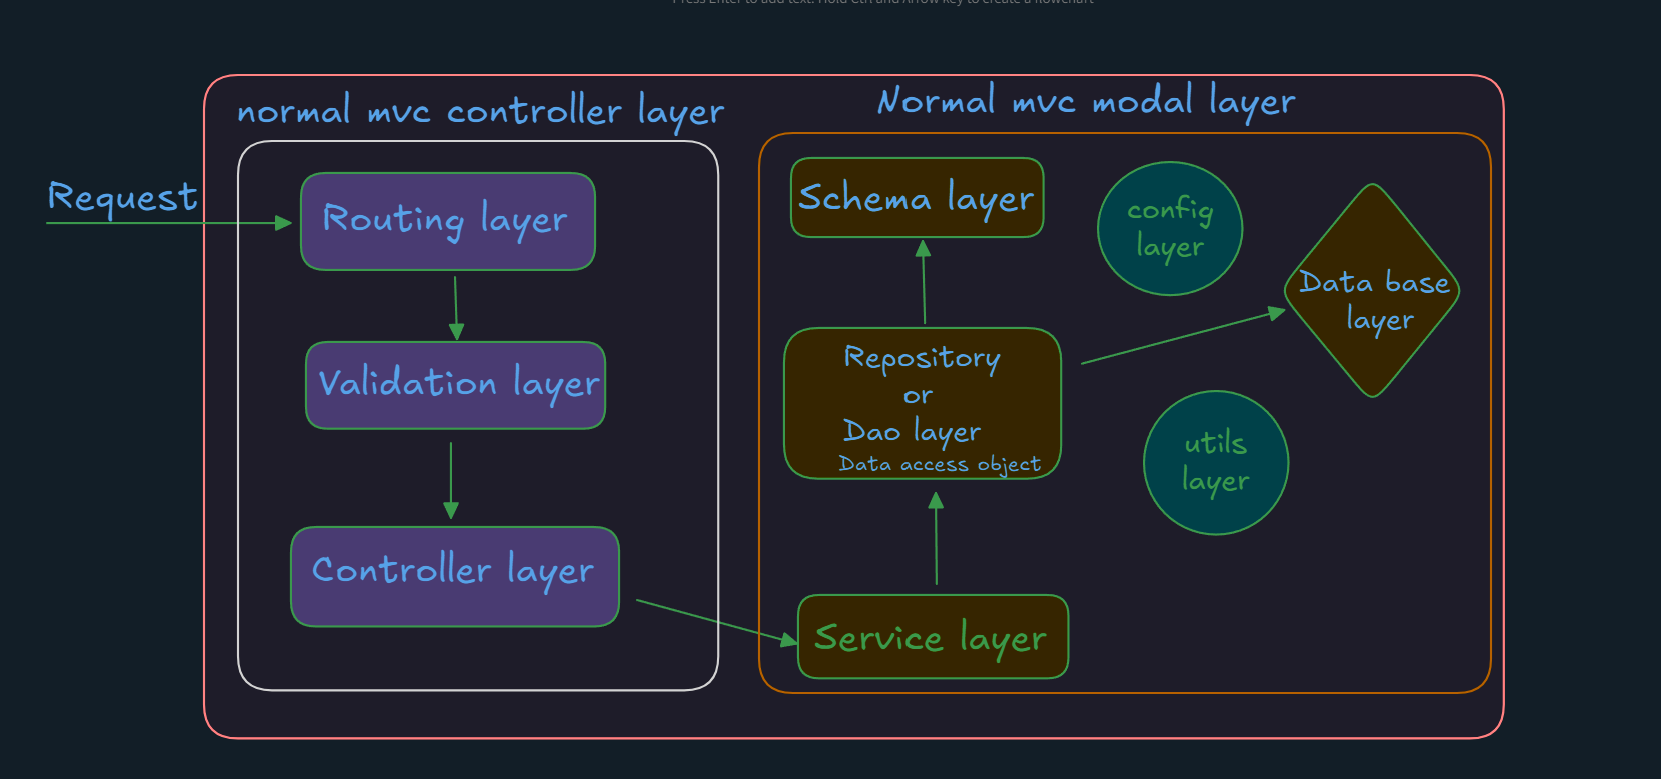 Press Enter to add text. Hold Ctrl and Arrow key to create a flowchart
normal mvc controller layer
Normal mvc modal layer
Request
Routing layer
Validation layer
Controller layer
Schema layer
Repository
or
Dao layer
Data access object
Service layer
config
layer
Data base
layer
utils
layer